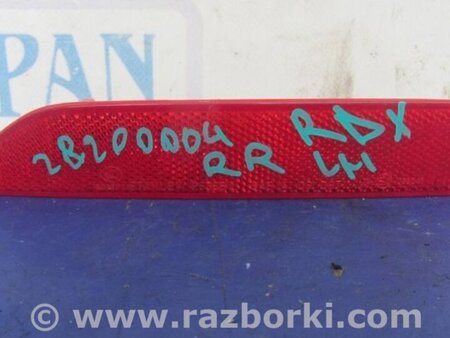 PAN
28200004 RR RDX
LH
© www.razborki.com